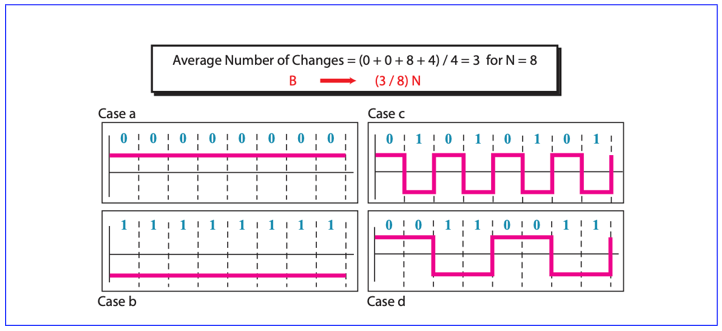 Average Number of Changes = (0 + 0 + 8 + 4) / 4 = 3 for N = 8
B (3 / 8) N
Case a
0 0 0 0 0 0 0 0
Case c
0 1 0 1 0 1 0 1
1 1 1 1 1 1 1 1
Case b
0 0 1 1 0 0 1 1
Case d